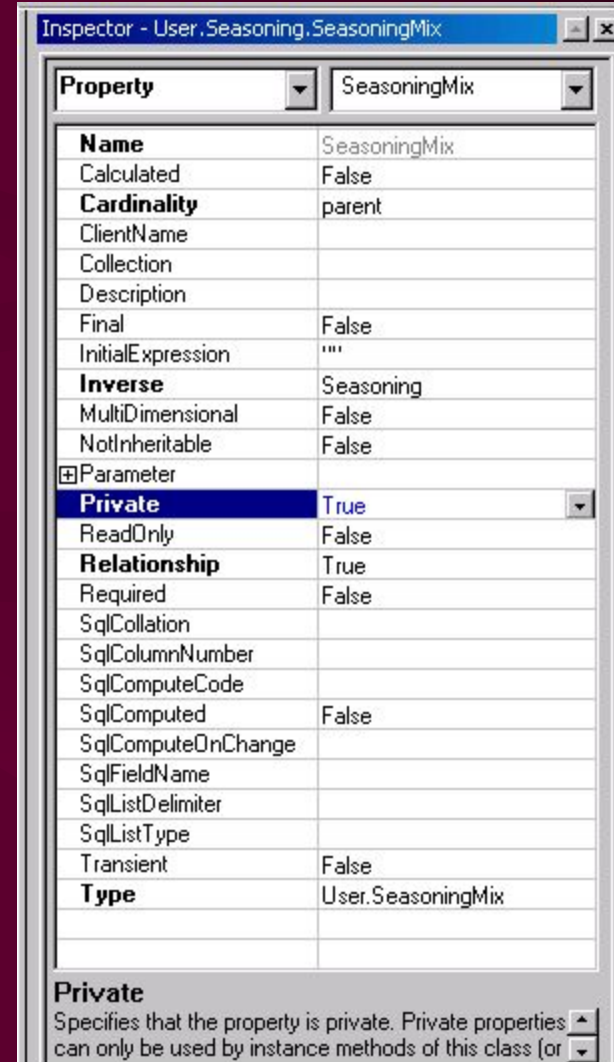 Inspector - User.Seasoning.SeasoningMix
Property SeasoningMix
Name SeasoningMix
Calculated False
Cardinality parent
ClientName
Collection
Description
Final False
InitialExpression ""
Inverse Seasoning
MultiDimensional False
NotInheritable False
Parameter
Private True
ReadOnly False
Relationship True
Required False
SqlCollation
SqlColumnNumber
SqlComputeCode
SqlComputed False
SqlComputeOnChange
SqlFieldName
SqlListDelimiter
SqlListType
Transient False
Type User.SeasoningMix
Private
Specifies that the property is private. Private properties
can only be used by instance methods of this class (or